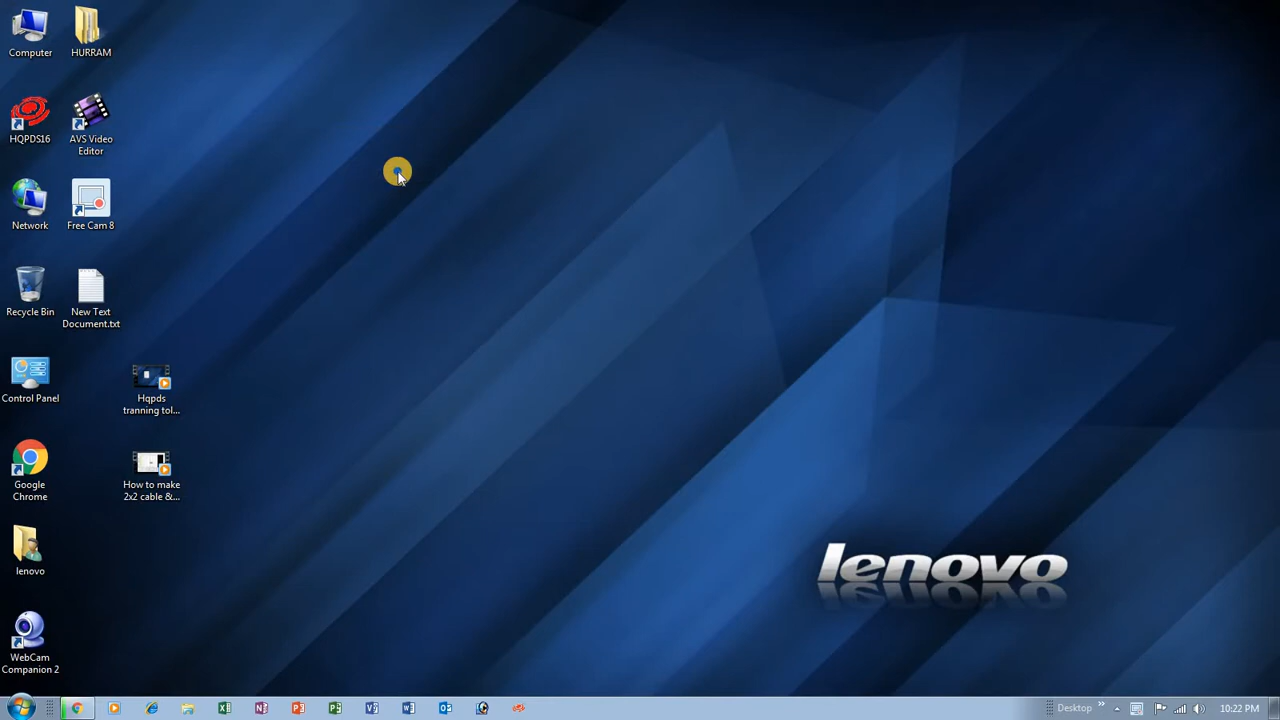 Computer
HURRAM
HQPDS16
AVS Video
Editor
Network
Free Cam 8
Recycle Bin
New Text
Document.txt
Control Panel
Hqpds
tranning tol...
Google
Chrome
How to make
2x2 cable &...
lenovo
WebCam
Companion 2
lenovo
Desktop
10:22 PM